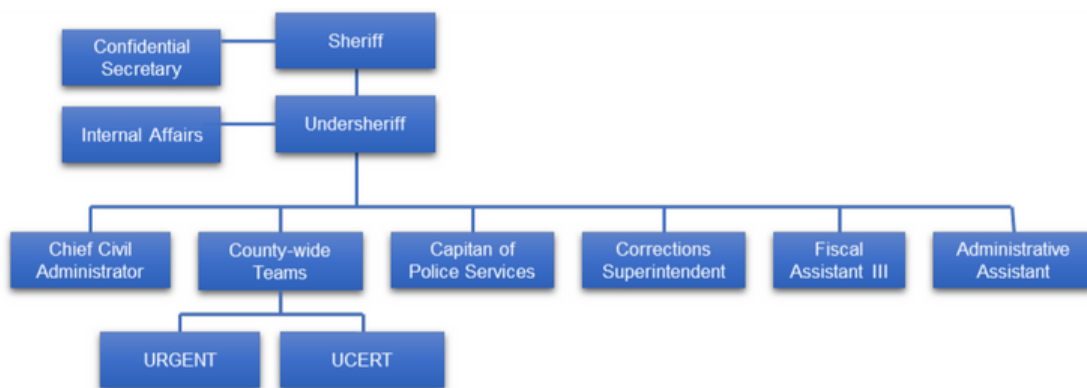 Sheriff
Confidential
Secretary
Undersheriff
Internal Affairs
Chief Civil
Administrator
County-wide
Teams
Capitan of
Police Services
Corrections
Superintendent
Fiscal
Assistant III
Administrative
Assistant
URGENT
UCERT